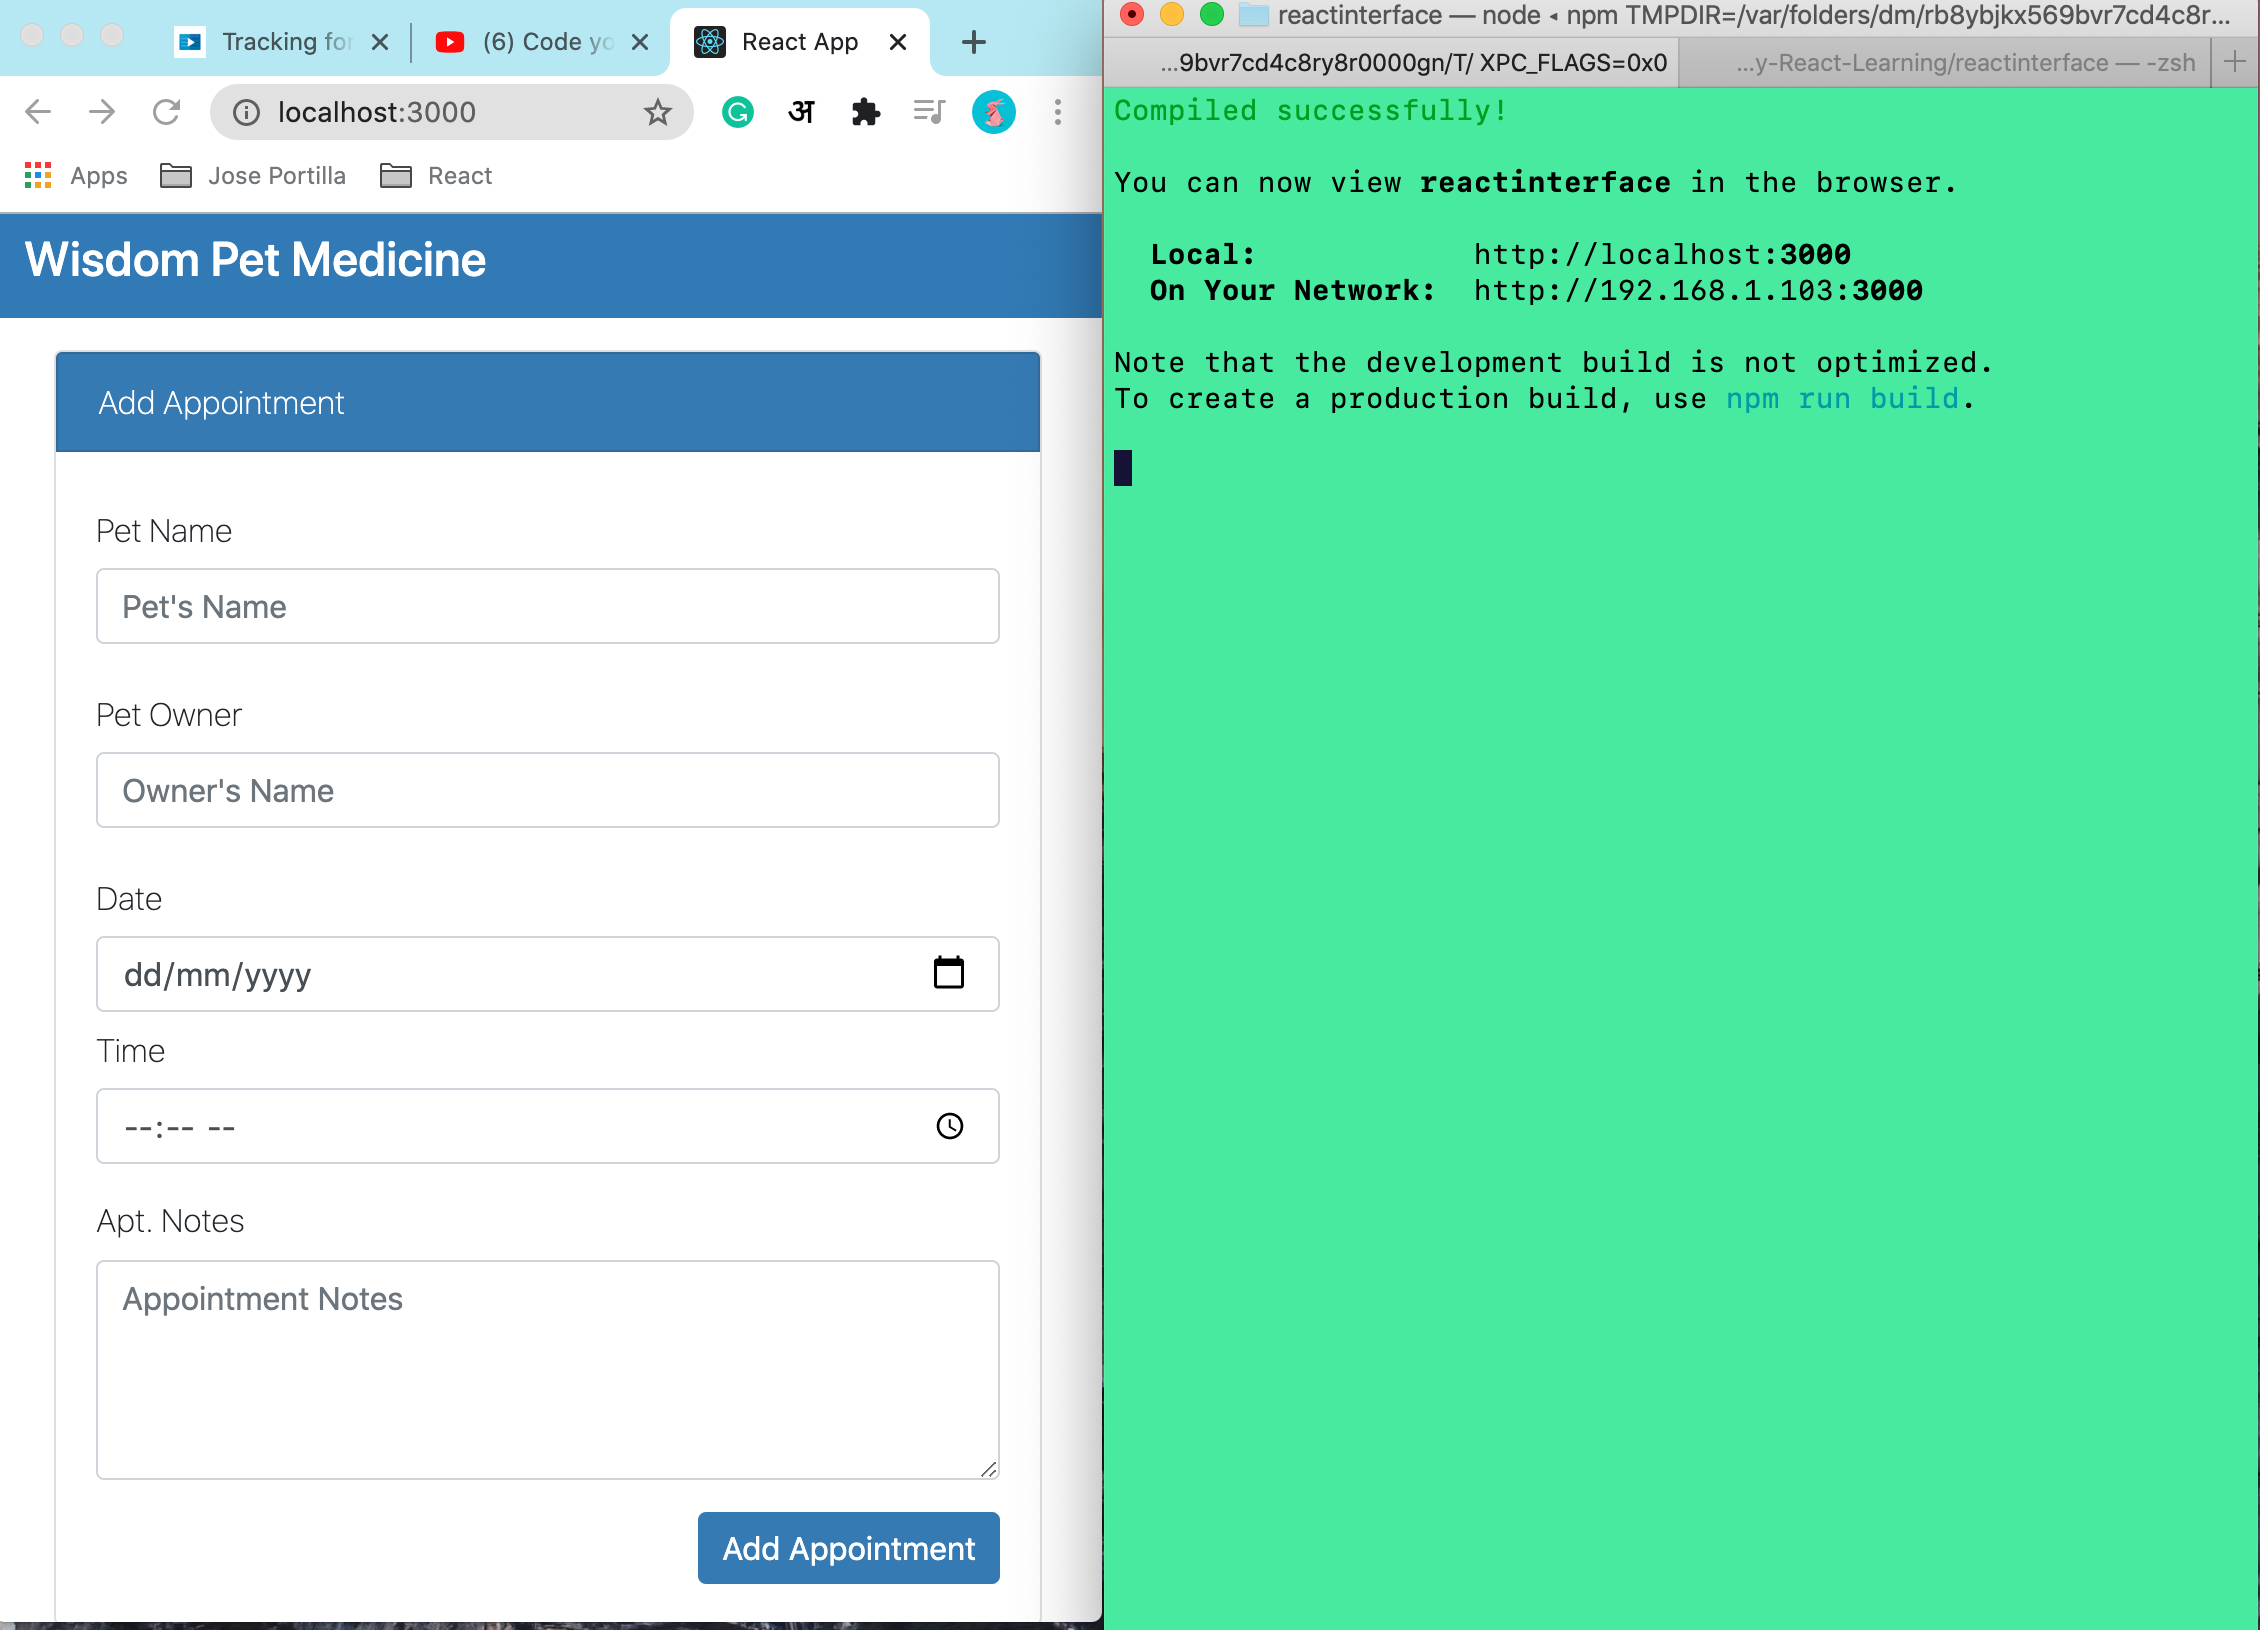 Tracking for
(6) Code yo
React App
localhost:3000
अ
Apps
Jose Portilla
React
Wisdom Pet Medicine
Add Appointment
Pet Name
Pet's Name
Pet Owner
Owner's Name
Date
dd/mm/yyyy
Time
--:-- --
Apt. Notes
Appointment Notes
Add Appointment
reactinterface — node ◂ npm TMPDIR=/var/folders/dm/rb8ybjkx569bvr7cd4c8r...
...9bvr7cd4c8ry8r0000gn/T/ XPC_FLAGS=0x0
...y-React-Learning/reactinterface — -zsh
Compiled successfully!
You can now view reactinterface in the browser.
Local: http://localhost:3000
On Your Network: http://192.168.1.103:3000
Note that the development build is not optimized.
To create a production build, use npm run build.